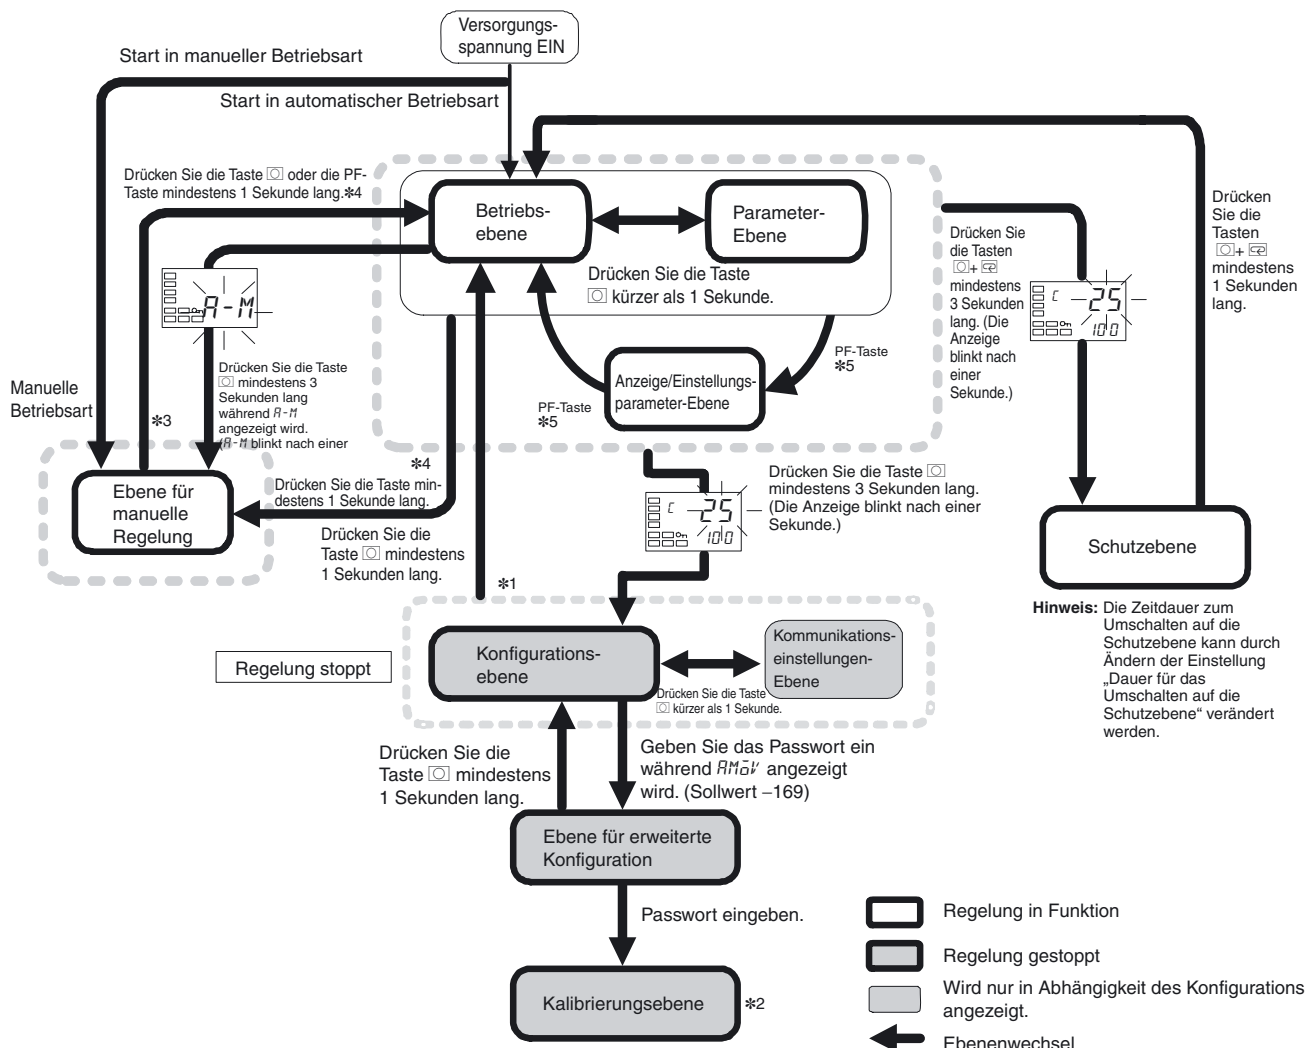 Versorgungs-
spannung EIN
Start in manueller Betriebsart
Start in automatischer Betriebsart
Drücken Sie die Taste oder die PF-
Taste mindestens 1 Sekunde lang.*4
Betriebs-
ebene
Parameter-
Ebene
Drücken Sie die Taste
kürzer als 1 Sekunde.
Drücken Sie
die Tasten
+
mindestens
3 Sekunden
lang. (Die
Anzeige
blinkt nach
einer
Sekunde.)
C 25
100
Drücken
Sie die
Tasten
+
mindestens
1 Sekunden
lang.
A-M
Drücken Sie die Taste
mindestens 3
Sekunden lang
während A-M
angezeigt wird.
(A-M blinkt nach einer
Manuelle
Betriebsart
*3
PF-Taste
*5
Anzeige/Einstellungs-
parameter-Ebene
PF-Taste
*5
*4
Drücken Sie die Taste min-
destens 1 Sekunde lang.
Ebene für
manuelle
Regelung
Drücken Sie die
Taste mindestens
1 Sekunden lang.
*1
C 25
100
Drücken Sie die Taste
mindestens 3 Sekunden lang.
(Die Anzeige blinkt nach einer
Sekunde.)
Schutzebene
Hinweis: Die Zeitdauer zum
Umschalten auf die
Schutzebene kann durch
Ändern der Einstellung
„Dauer für das
Umschalten auf die
Schutzebene“ verändert
werden.
Regelung stoppt
Konfigurations-
ebene
Kommunikations-
einstellungen-
Ebene
Drücken Sie die Taste
kürzer als 1 Sekunde.
Drücken Sie die
Taste mindestens
1 Sekunden lang.
Geben Sie das Passwort ein
während AMoV angezeigt
wird. (Sollwert –169)
Ebene für erweiterte
Konfiguration
Passwort eingeben.
Kalibrierungsebene
*2
Regelung in Funktion
Regelung gestoppt
Wird nur in Abhängigkeit des Konfigurations
angezeigt.
Ebenenwechsel